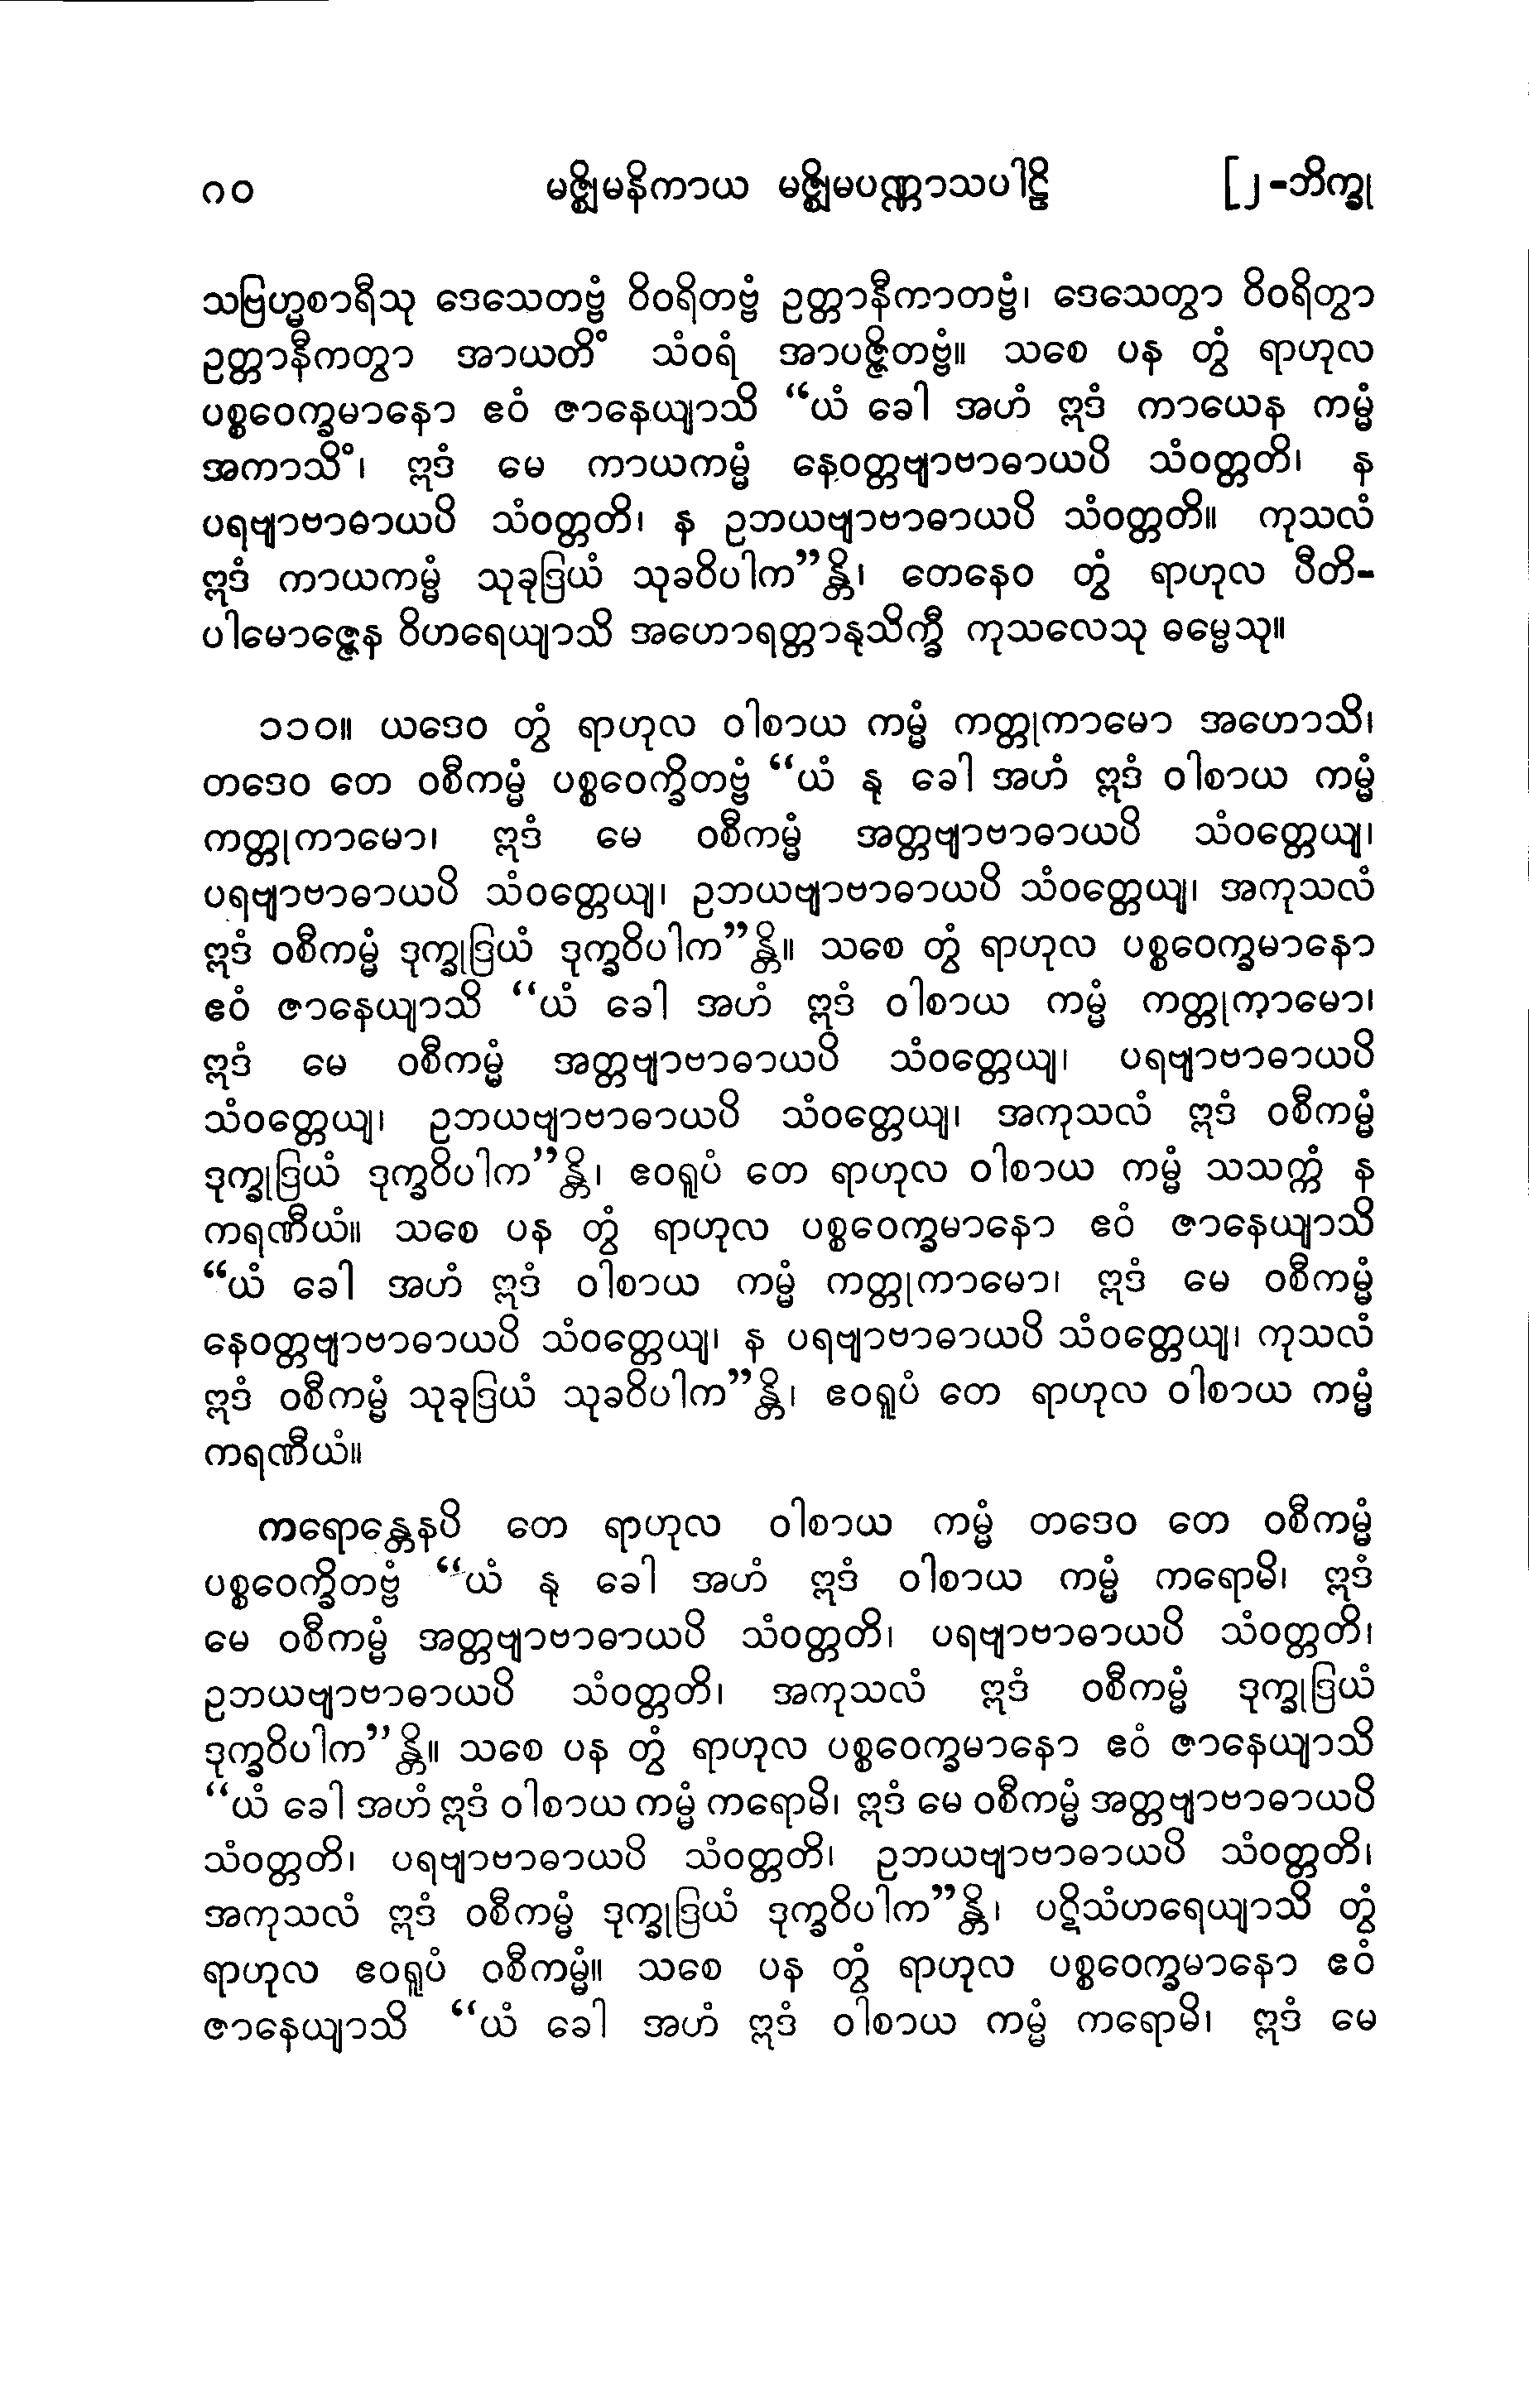 ဂ၀ မဇ္ဈိမနိကာယ မဇ္ဈိမပဏ္ဏာသပါဠိ [၂-ဘိက္ခု
သဗြဟ္မစာရီသု ဒေသေတဗ္ဗံ ဝိဝရိတဗ္ဗံ ဥတ္တာနီကာတဗ္ဗံ၊ ဒေသေတွာ ဝိဝရိတွာ
ဥတ္တာနီကတွာ အာယတိံ သံဝရံ အာပဇ္ဇိတဗ္ဗံ။ သစေ ပန တွံ ရာဟုလ
ပစ္စဝေက္ခမာနော ဧဝံ ဇာနေယျာသိ “ယံ ခေါ အဟံ ဣဒံ ကာယေန ကမ္မံ
အကာသိံ၊ ဣဒံ မေ ကာယကမ္မံ နေဝတ္တဗျာဗာဓာယပိ သံဝတ္တတိ၊ န
ပရဗျာဗာဓာယပိ သံဝတ္တတိ၊ န ဥဘယဗျာဗာဓာယပိ သံဝတ္တတိ။ ကုသလံ
ဣဒံ ကာယကမ္မံ သုခုဒြယံ သုခဝိပါက”န္တိ၊ တေနေဝ တွံ ရာဟုလ ပီတိ-
ပါမောဇ္ဇေန ဝိဟရေယျာသိ အဟောရတ္တာနုသိက္ခီ ကုသလေသု ဓမ္မေသု။
၁၁၀။ ယဒေဝ တွံ ရာဟုလ ဝါစာယ ကမ္မံ ကတ္တုကာမော အဟောသိ၊
တဒေဝ တေ ဝစီကမ္မံ ပစ္စဝေက္ခိတဗ္ဗံ “ယံ နု ခေါ အဟံ ဣဒံ ဝါစာယ ကမ္မံ
ကတ္တုကာမော၊ ဣဒံ မေ ဝစီကမ္မံ အတ္တဗျာဗာဓာယပိ သံဝတ္တေယျ၊
ပရဗျာဗာဓာယပိ သံဝတ္တေယျ၊ ဥဘယဗျာဗာဓာယပိ သံဝတ္တေယျ၊ အကုသလံ
ဣဒံ ဝစီကမ္မံ ဒုက္ခုဒြယံ ဒုက္ခဝိပါက”န္တိ။ သစေ တွံ ရာဟုလ ပစ္စဝေက္ခမာနော
ဧဝံ ဇာနေယျာသိ “ယံ ခေါ အဟံ ဣဒံ ဝါစာယ ကမ္မံ ကတ္တုကာမော၊
ဣဒံ မေ ဝစီကမ္မံ အတ္တဗျာဗာဓာယပိ သံဝတ္တေယျ၊ ပရဗျာဗာဓာယပိ
သံဝတ္တေယျ၊ ဥဘယဗျာဗာဓာယပိ သံဝတ္တေယျ၊ အကုသလံ ဣဒံ ဝစီကမ္မံ
ဒုက္ခုဒြယံ ဒုက္ခဝိပါက”န္တိ၊ ဧဝရူပံ တေ ရာဟုလ ဝါစာယ ကမ္မံ သသက္ကံ န
ကရဏီယံ။ သစေ ပန တွံ ရာဟုလ ပစ္စဝေက္ခမာနော ဧဝံ ဇာနေယျာသိ
“ယံ ခေါ အဟံ ဣဒံ ဝါစာယ ကမ္မံ ကတ္တုကာမော၊ ဣဒံ မေ ဝစီကမ္မံ
နေဝတ္တဗျာဗာဓာယပိ သံဝတ္တေယျ၊ န ပရဗျာဗာဓာယပိ သံဝတ္တေယျ၊ ကုသလံ
ဣဒံ ဝစီကမ္မံ သုခုဒြယံ သုခဝိပါက”န္တိ၊ ဧဝရူပံ တေ ရာဟုလ ဝါစာယ ကမ္မံ
ကရဏီယံ။
ကရောန္တေနပိ တေ ရာဟုလ ဝါစာယ ကမ္မံ တဒေဝ တေ ဝစီကမ္မံ
ပစ္စဝေက္ခိတဗ္ဗံ “ယံ နု ခေါ အဟံ ဣဒံ ဝါစာယ ကမ္မံ ကရောမိ၊ ဣဒံ
မေ ဝစီကမ္မံ အတ္တဗျာဗာဓာယပိ သံဝတ္တတိ၊ ပရဗျာဗာဓာယပိ သံဝတ္တတိ၊
ဥဘယဗျာဗာဓာယပိ သံဝတ္တတိ၊ အကုသလံ ဣဒံ ဝစီကမ္မံ ဒုက္ခုဒြယံ
ဒုက္ခဝိပါက”န္တိ။ သစေ ပန တွံ ရာဟုလ ပစ္စဝေက္ခမာနော ဧဝံ ဇာနေယျာသိ
“ယံ ခေါ အဟံ ဣဒံ ဝါစာယ ကမ္မံ ကရောမိ၊ ဣဒံ မေ ဝစီကမ္မံ အတ္တဗျာဗာဓာယပိ
သံဝတ္တတိ၊ ပရဗျာဗာဓာယပိ သံဝတ္တတိ၊ ဥဘယဗျာဗာဓာယပိ သံဝတ္တတိ၊
အကုသလံ ဣဒံ ဝစီကမ္မံ ဒုက္ခုဒြယံ ဒုက္ခဝိပါက”န္တိ၊ ပဋိသံဟရေယျာသိ တွံ
ရာဟုလ ဧဝရူပံ ဝစီကမ္မံ။ သစေ ပန တွံ ရာဟုလ ပစ္စဝေက္ခမာနော ဧဝံ
ဇာနေယျာသိ “ယံ ခေါ အဟံ ဣဒံ ဝါစာယ ကမ္မံ ကရောမိ၊ ဣဒံ မေ